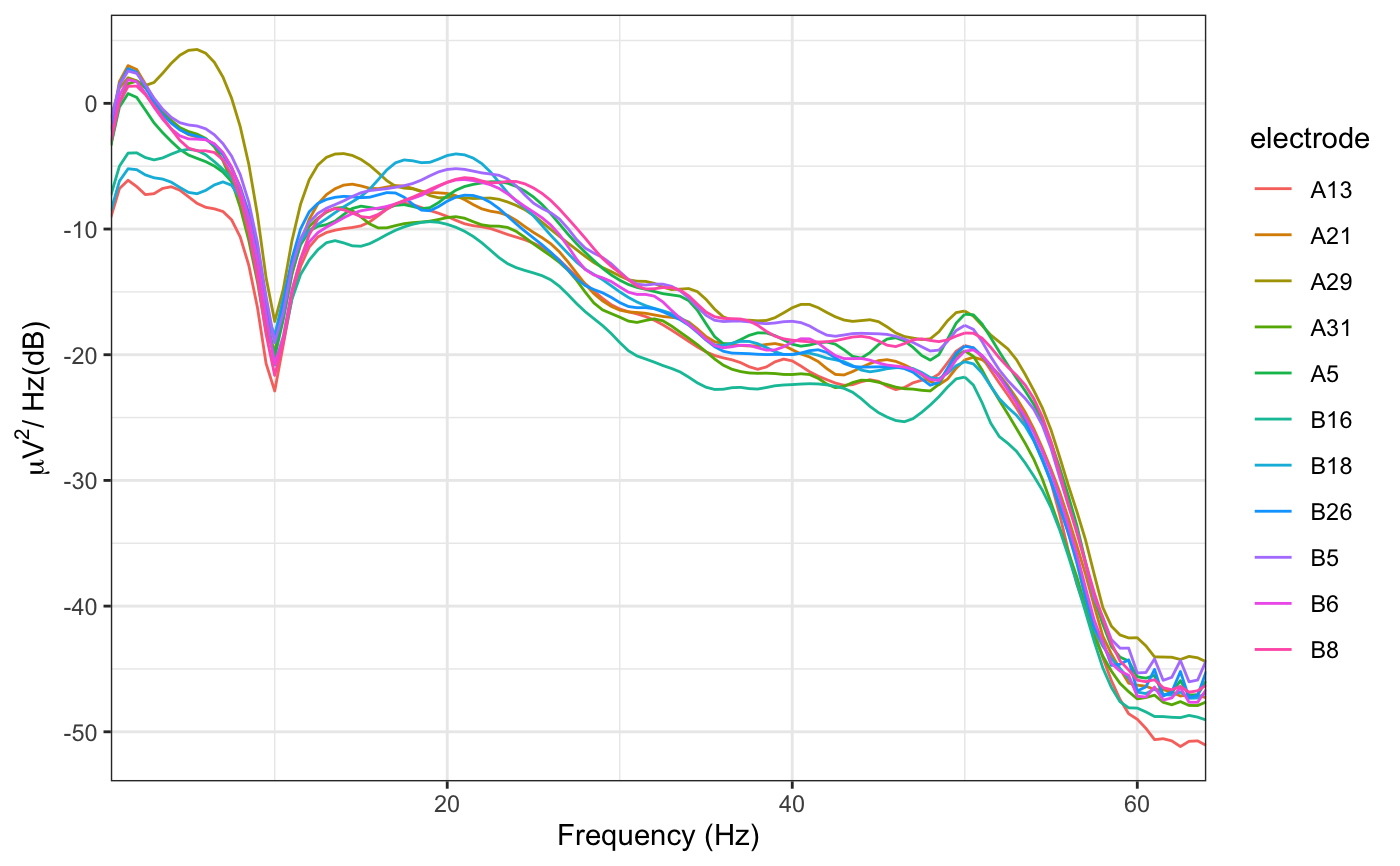 0
-10
-20
-30
-40
-50
μV²/ Hz(dB)
20
40
60
Frequency (Hz)
electrode
A13
A21
A29
A31
A5
B16
B18
B26
B5
B6
B8